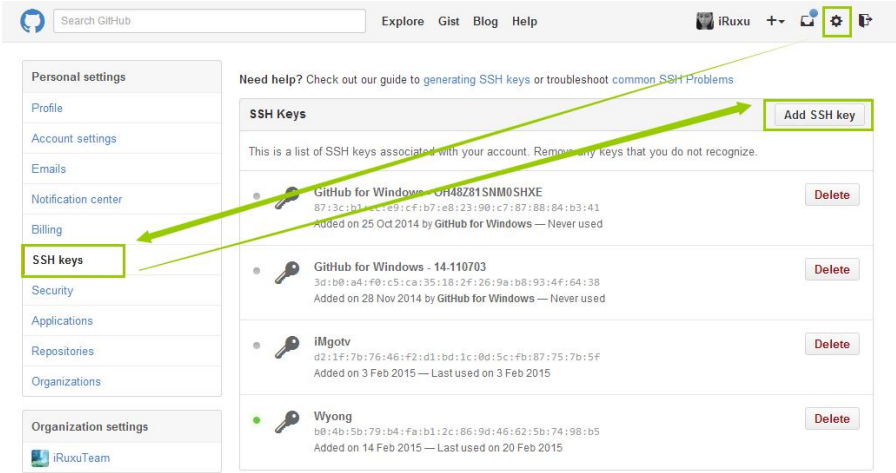 Search GitHub
Explore Gist Blog Help
iRuxu
Personal settings
Profile
Account settings
Emails
Notification center
Billing
SSH keys
Security
Applications
Repositories
Organizations
Organization settings
iRuxuTeam
Need help? Check out our guide to generating SSH keys or troubleshoot common SSH Problems
SSH Keys
Add SSH key
This is a list of SSH keys associated with your account. Remove any keys that you do not recognize.
GitHub for Windows - OH48Z81SNM0SHXE
:e9:cf:b7:e8:23:90:c7:87:88:84:b3:41
Added on 25 Oct 2014 by GitHub for Windows — Never used
Delete
GitHub for Windows - 14-110703
3d:b0:a4:f0:c5:ca:35:18:2f:26:9a:b8:93:4f:64:38
Added on 28 Nov 2014 by GitHub for Windows — Never used
Delete
iMgotv
d2:1f:7b:76:46:f2:d1:bd:1c:0d:5c:fb:87:75:7b:5f
Added on 3 Feb 2015 — Last used on 3 Feb 2015
Delete
Wyong
b0:4b:5b:79:b4:fa:b1:2c:86:9d:46:62:5b:74:98:b5
Added on 14 Feb 2015 — Last used on 20 Feb 2015
Delete